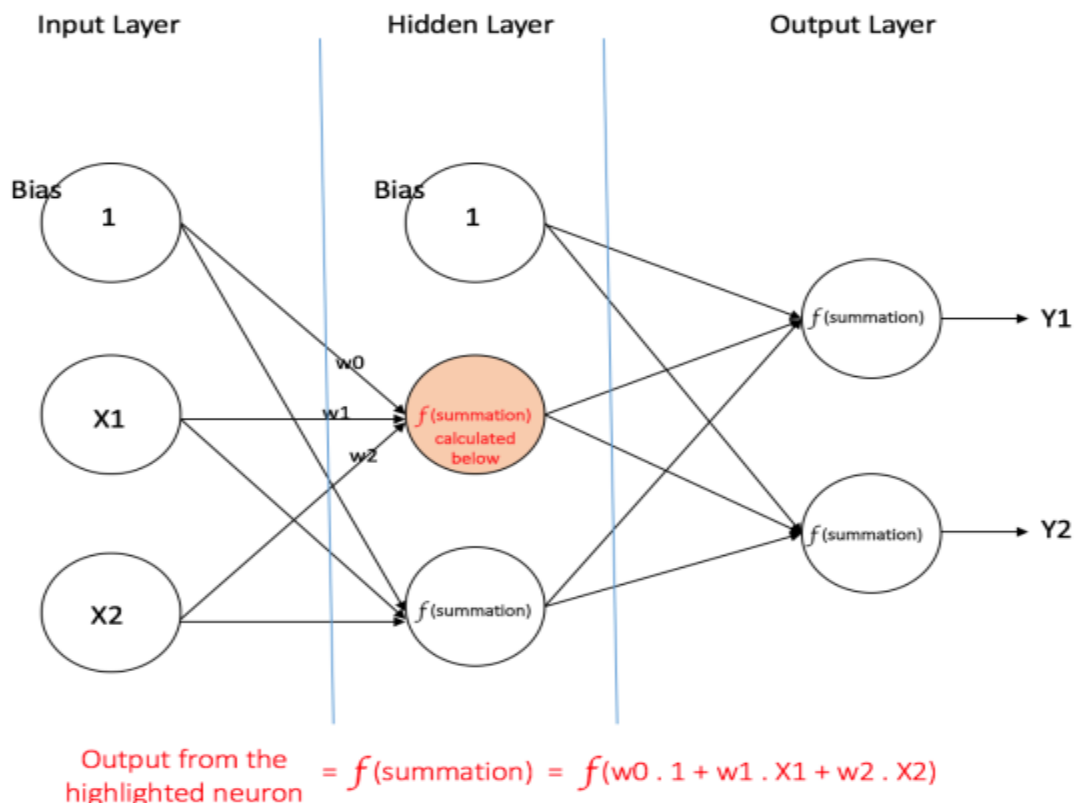 Input Layer
Hidden Layer
Output Layer
Bias
1
Bias
1
f(summation)
Y1
w0
X1
w1
f(summation)
calculated
below
w2
f(summation)
Y2
X2
f(summation)
Output from the
highlighted neuron
= f(summation) = f(w0 . 1 + w1 . X1 + w2 . X2)